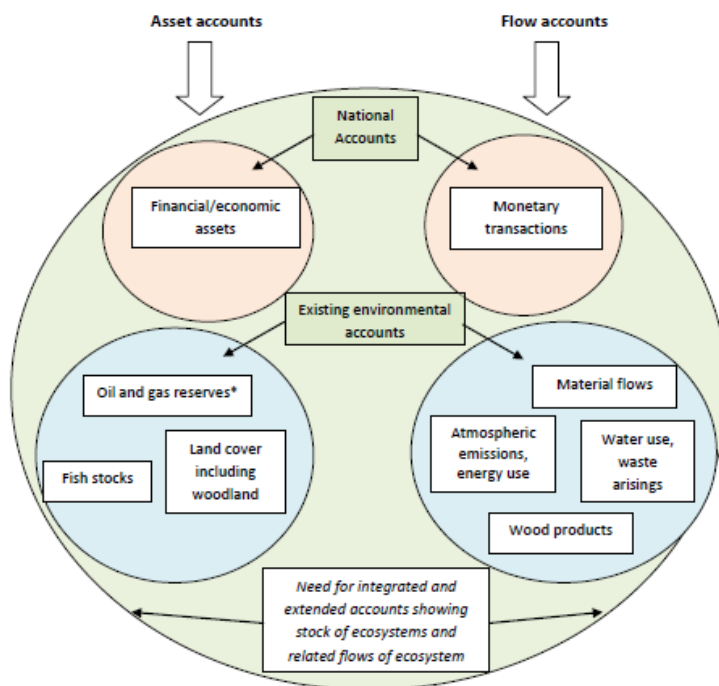 Asset accounts
Flow accounts
National
Accounts
Financial/economic
assets
Monetary
transactions
Existing environmental
accounts
Oil and gas reserves*
Land cover
including
woodland
Fish stocks
Material flows
Atmospheric
emissions,
energy use
Water use,
waste
arisings
Wood products
Need for integrated and
extended accounts showing
stock of ecosystems and
related flows of ecosystem